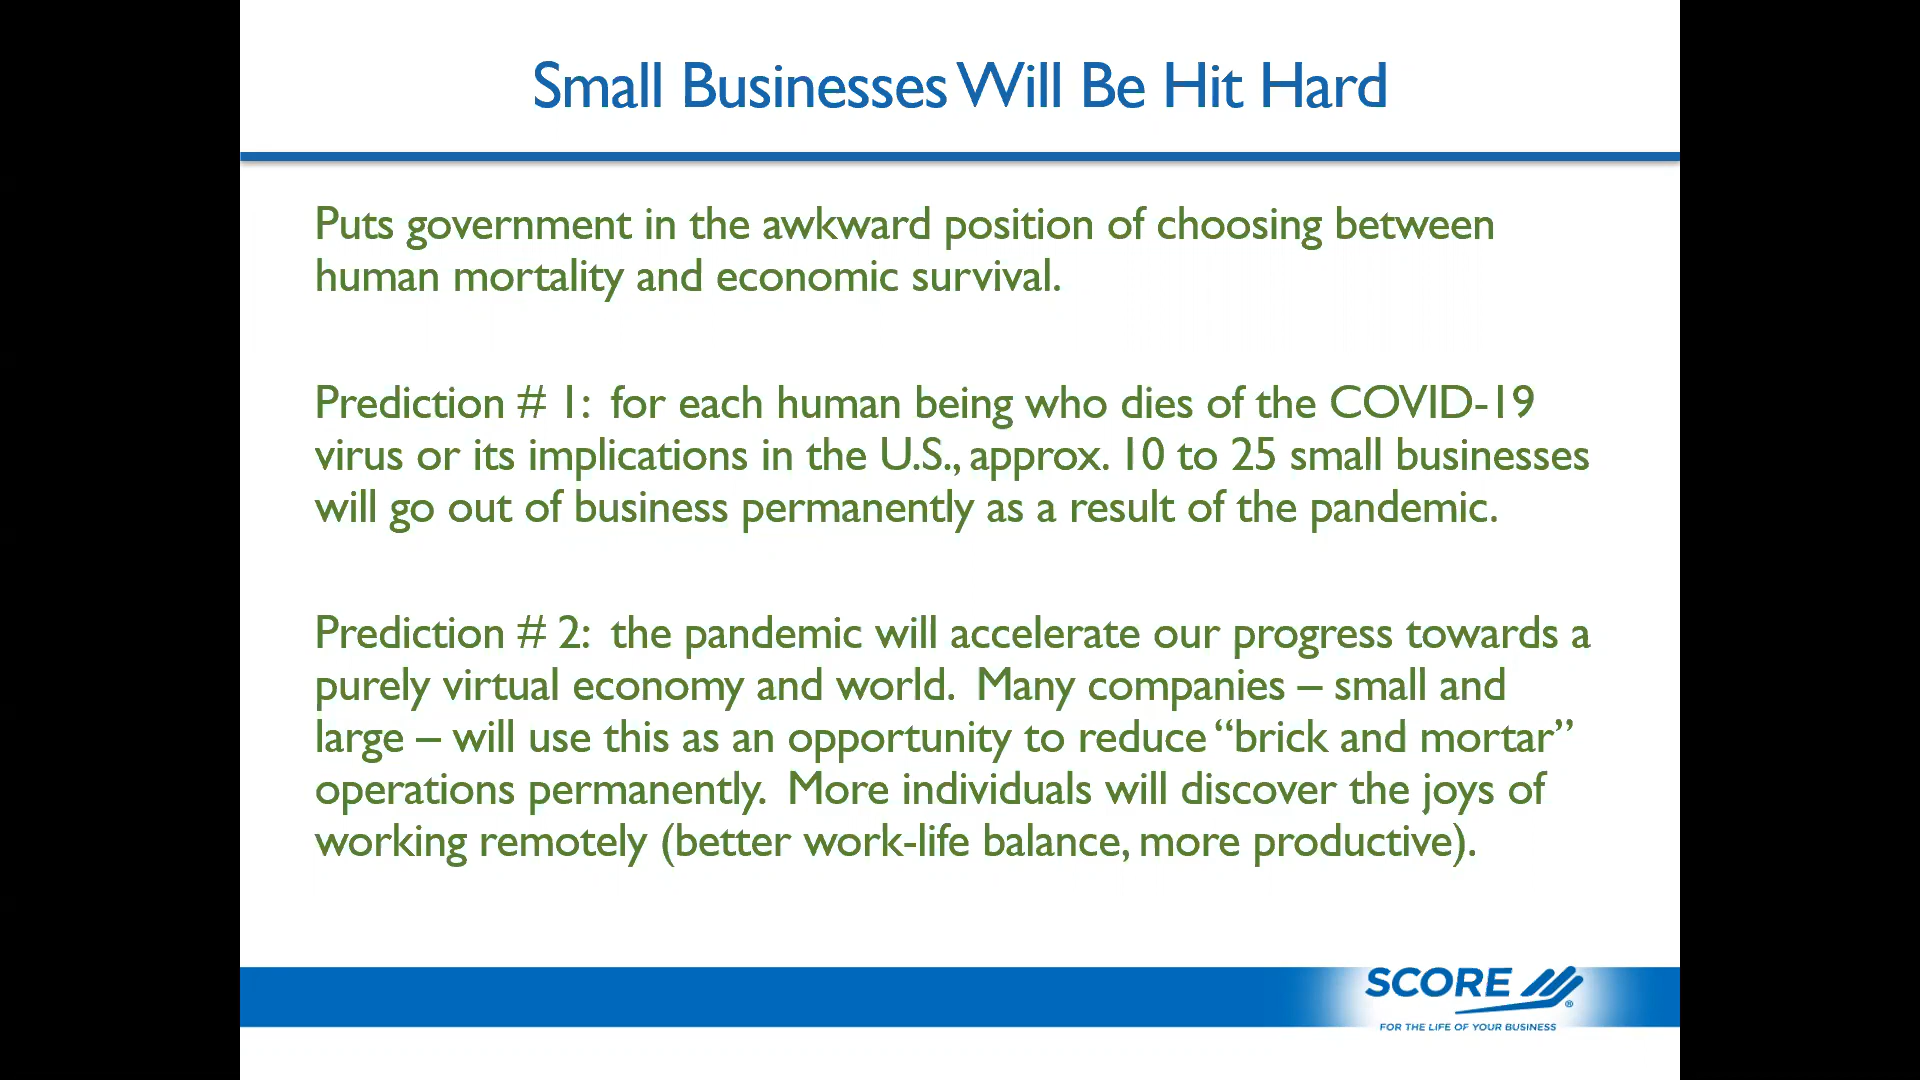 Small Businesses Will Be Hit Hard
Puts government in the awkward position of choosing between
human mortality and economic survival.
Prediction # 1:  for each human being who dies of the COVID-19
virus or its implications in the U.S., approx. 10 to 25 small businesses
will go out of business permanently as a result of the pandemic.
Prediction # 2:  the pandemic will accelerate our progress towards a
purely virtual economy and world.  Many companies – small and
large – will use this as an opportunity to reduce “brick and mortar”
operations permanently.  More individuals will discover the joys of
working remotely (better work-life balance, more productive).
SCORE ®
FOR THE LIFE OF YOUR BUSINESS